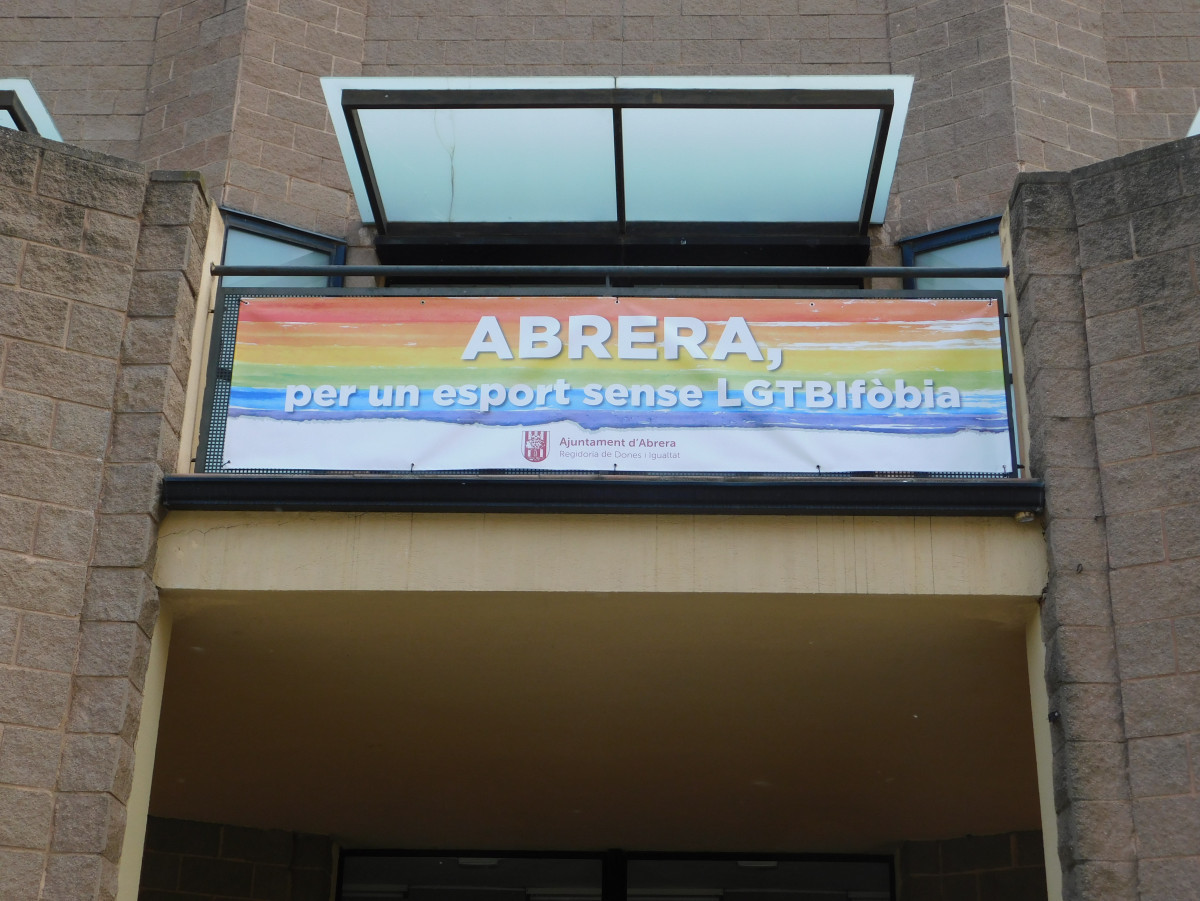 ABRERA,
per un esport sense LGTBIfòbia
Ajuntament d'Abrera
Regidoria de Dones i Igualtat